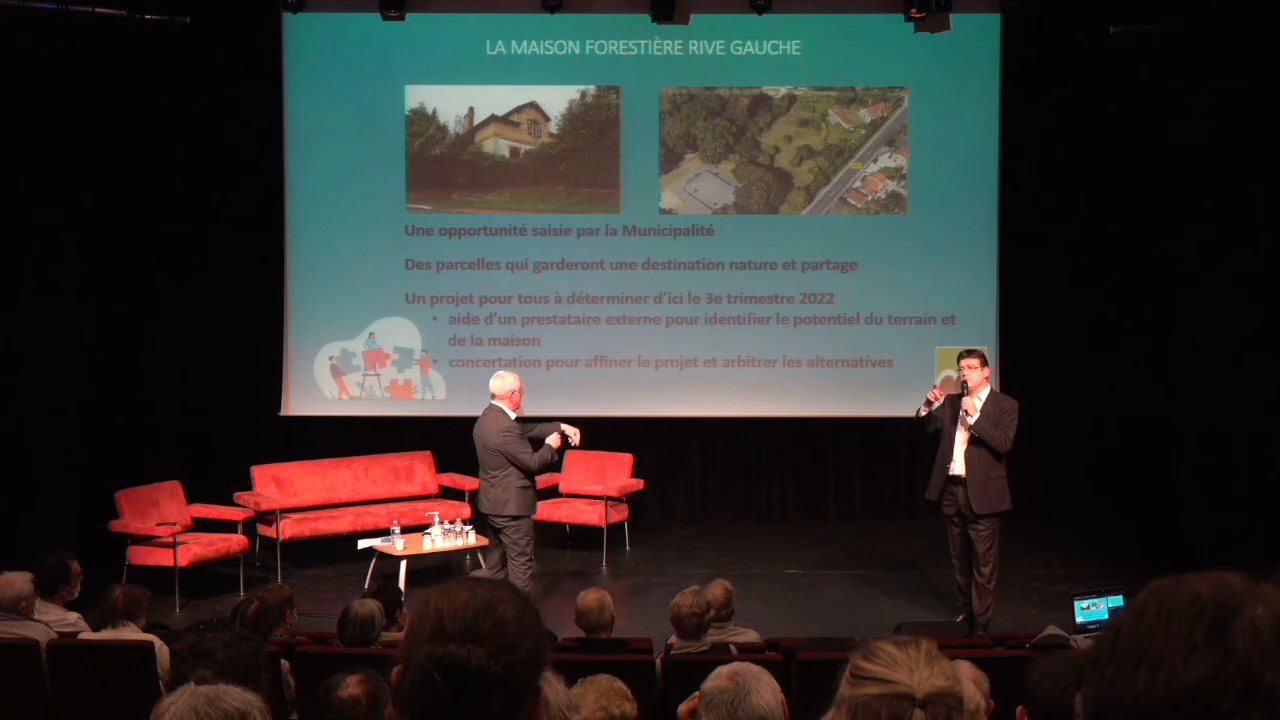 LA MAISON FORESTIÈRE RIVE GAUCHE
Une opportunité saisie par la Municipalité
Des parcelles qui garderont une destination nature et partage
Un projet pour tous à déterminer d'ici le 3e trimestre 2022
• aide d'un prestataire externe pour identifier le potentiel du terrain et
de la maison
• concertation pour affiner le projet et arbitrer les alternatives